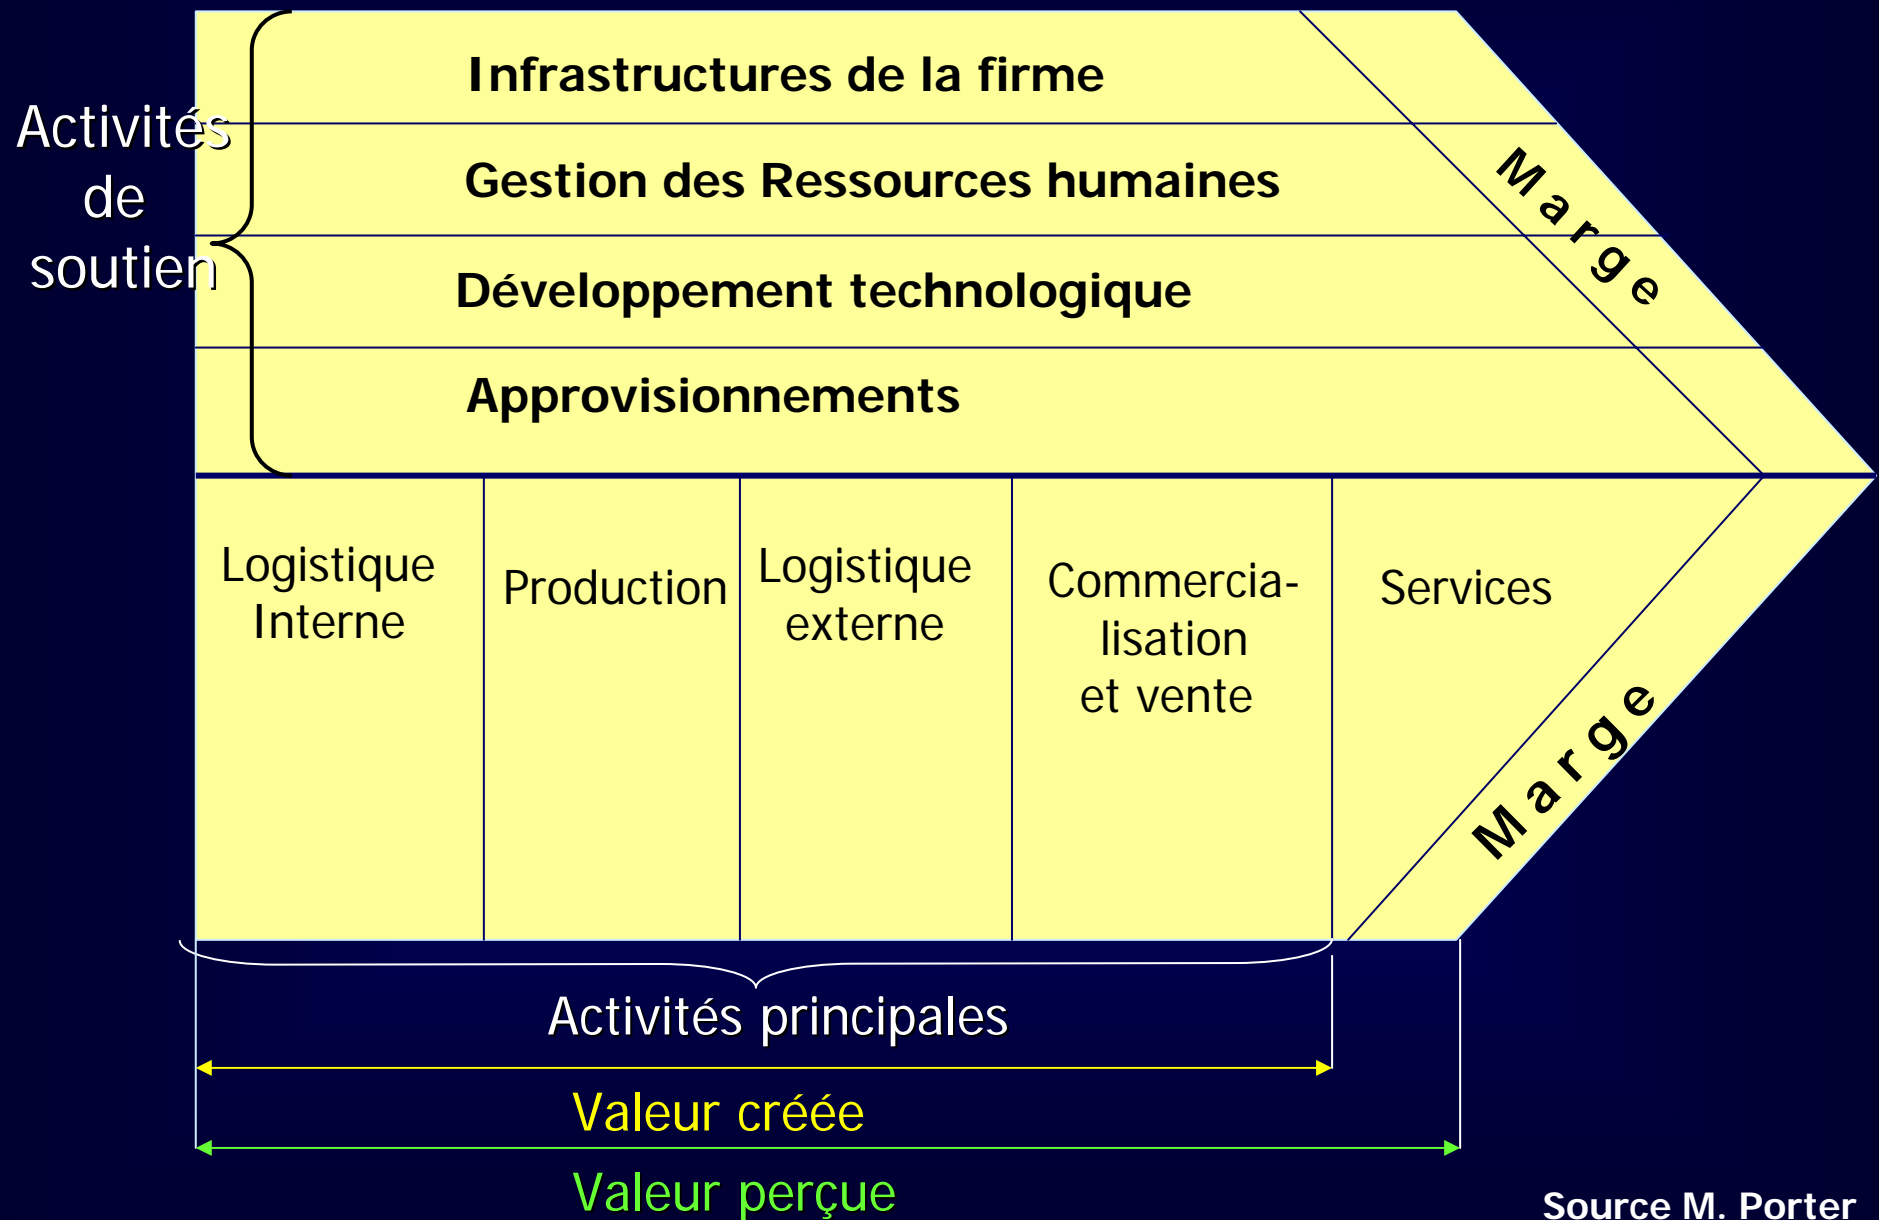 Activités
de
soutien
Infrastructures de la firme
Gestion des Ressources humaines
Développement technologique
Approvisionnements
Marge
Logistique
Interne
Production
Logistique
externe
Commercia-
lisation
et vente
Services
Marge
Activités principales
Valeur créée
Valeur perçue
Source M. Porter